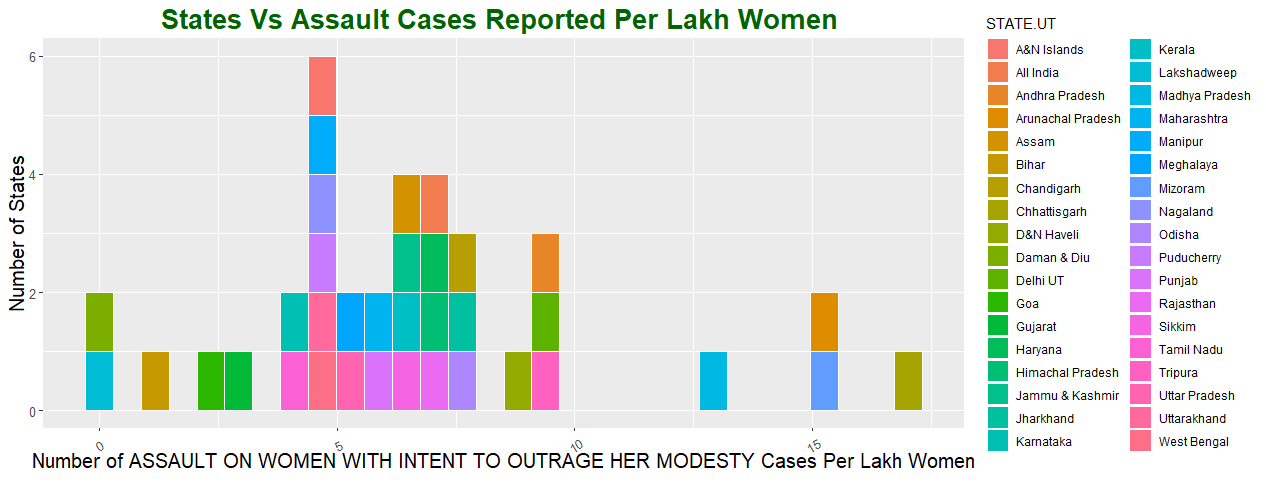 States Vs Assault Cases Reported Per Lakh Women
Number of States
6
4
2
0
0
5
10
15
Number of ASSAULT ON WOMEN WITH INTENT TO OUTRAGE HER MODESTY Cases Per Lakh Women
STATE.UT
A&N Islands
All India
Andhra Pradesh
Arunachal Pradesh
Assam
Bihar
Chandigarh
Chhattisgarh
D&N Haveli
Daman & Diu
Delhi UT
Goa
Gujarat
Haryana
Himachal Pradesh
Jammu & Kashmir
Jharkhand
Karnataka
Kerala
Lakshadweep
Madhya Pradesh
Maharashtra
Manipur
Meghalaya
Mizoram
Nagaland
Odisha
Puducherry
Punjab
Rajasthan
Sikkim
Tamil Nadu
Tripura
Uttar Pradesh
Uttarakhand
West Bengal